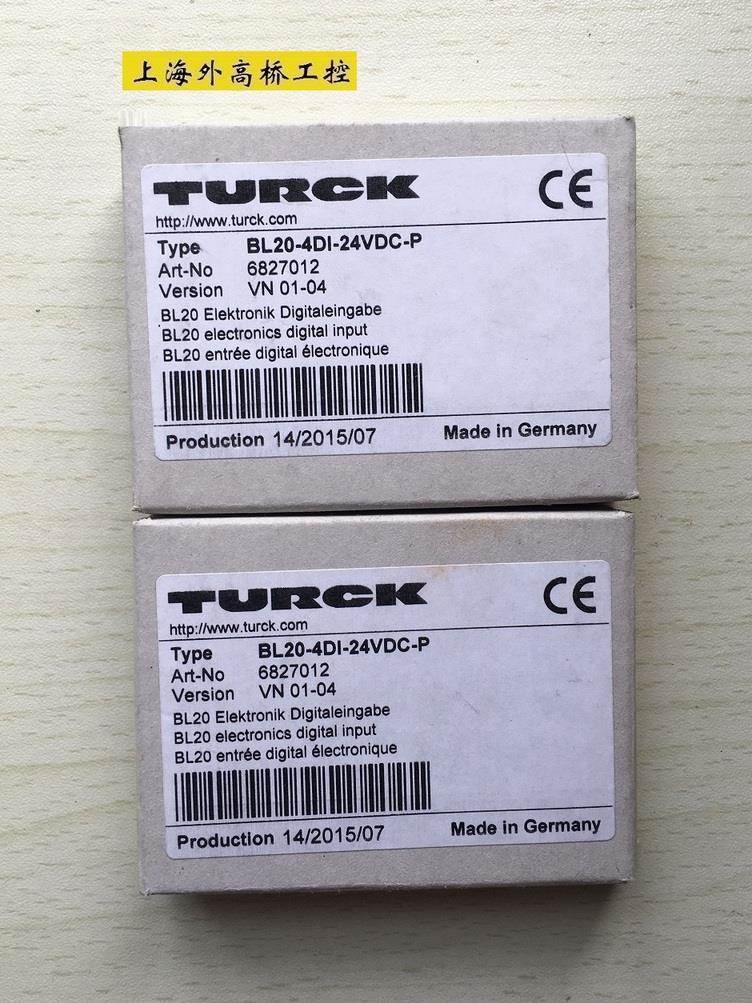 上海外高桥工控
TURCK
CE
http://www.turck.com
Type BL20-4DI-24VDC-P
Art-No 6827012
Version VN 01-04
BL20 Elektronik Digitaleingabe
BL20 electronics digital input
BL20 entrée digital électronique
Production 14/2015/07 Made in Germany
TURCK
CE
http://www.turck.com
Type BL20-4DI-24VDC-P
Art-No 6827012
Version VN 01-04
BL20 Elektronik Digitaleingabe
BL20 electronics digital input
BL20 entrée digital électronique
Production 14/2015/07 Made in Germany